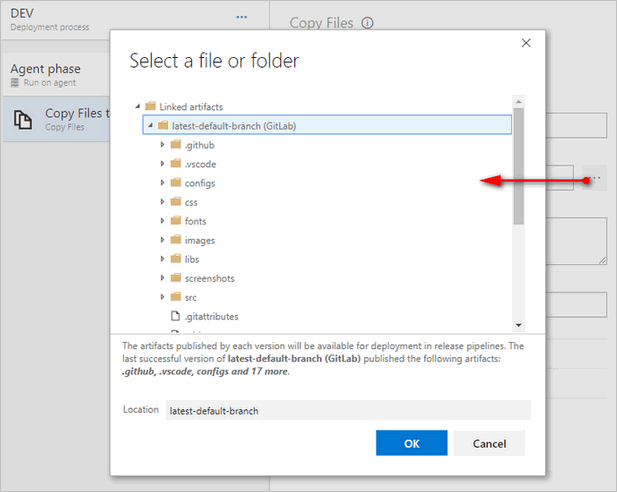 DEV
...
Deployment process
Copy Files
Agent phase
Run on agent
Copy Files t
Copy Files
Select a file or folder
Linked artifacts
latest-default-branch (GitLab)
.github
.vscode
configs
css
fonts
images
libs
screenshots
src
.gitattributes
The artifacts published by each version will be available for deployment in release pipelines. The
last successful version of latest-default-branch (GitLab) published the following artifacts:
.github, .vscode, configs and 17 more.
Location
latest-default-branch
OK
Cancel
...